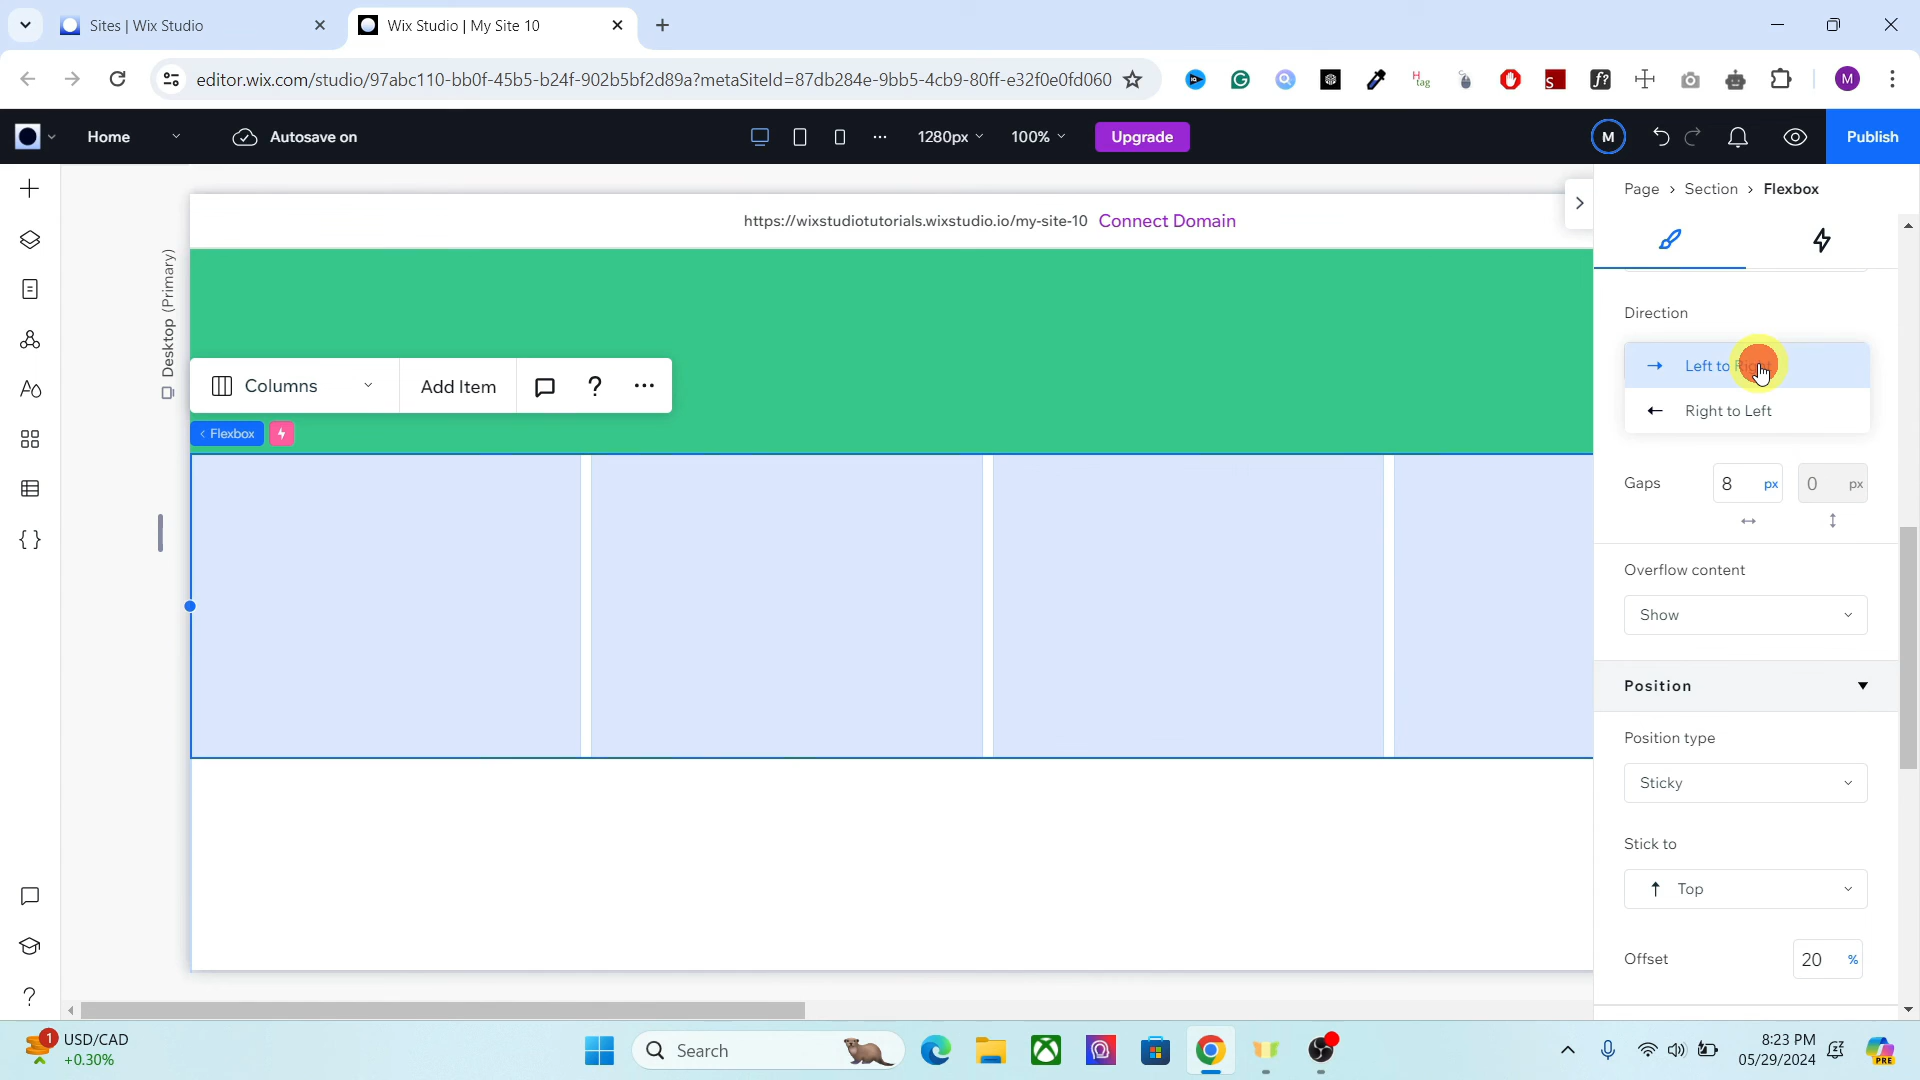 Sites | Wix Studio
Wix Studio | My Site 10
editor.wix.com/studio/97abc110-bb0f-45b5-b24f-902b5bf2d89a?metaSiteId=87db284e-9bb5-4cb9-80ff-e32f0e0fd060
H
tag
f?
M
Home
Autosave on
1280px
100%
Upgrade
M
Publish
Page > Section > Flexbox
https://wixstudiotutorials.wixstudio.io/my-site-10 Connect Domain
Desktop (Primary)
Direction
Left to Right
Right to Left
Columns
Add Item
?
< Flexbox
Gaps
8 px
0 px
Overflow content
Show
Position
Position type
Sticky
Stick to
Top
Offset
20 %
?
1
USD/CAD
+0.30%
Search
8:23 PM
05/29/2024
PRE